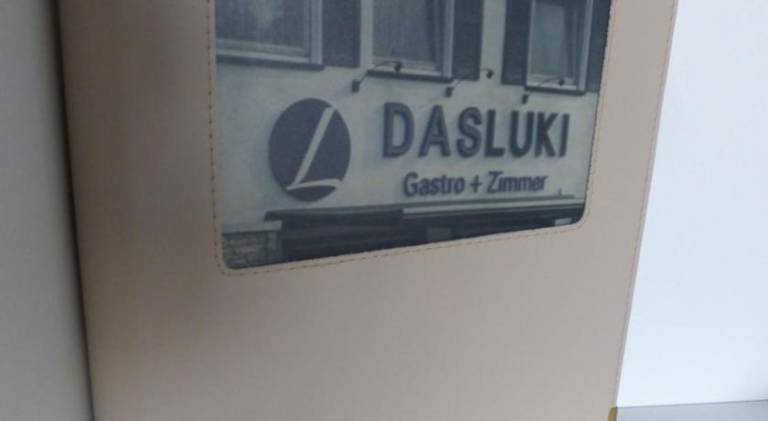 L
DASLUKI
Gastro + Zimmer